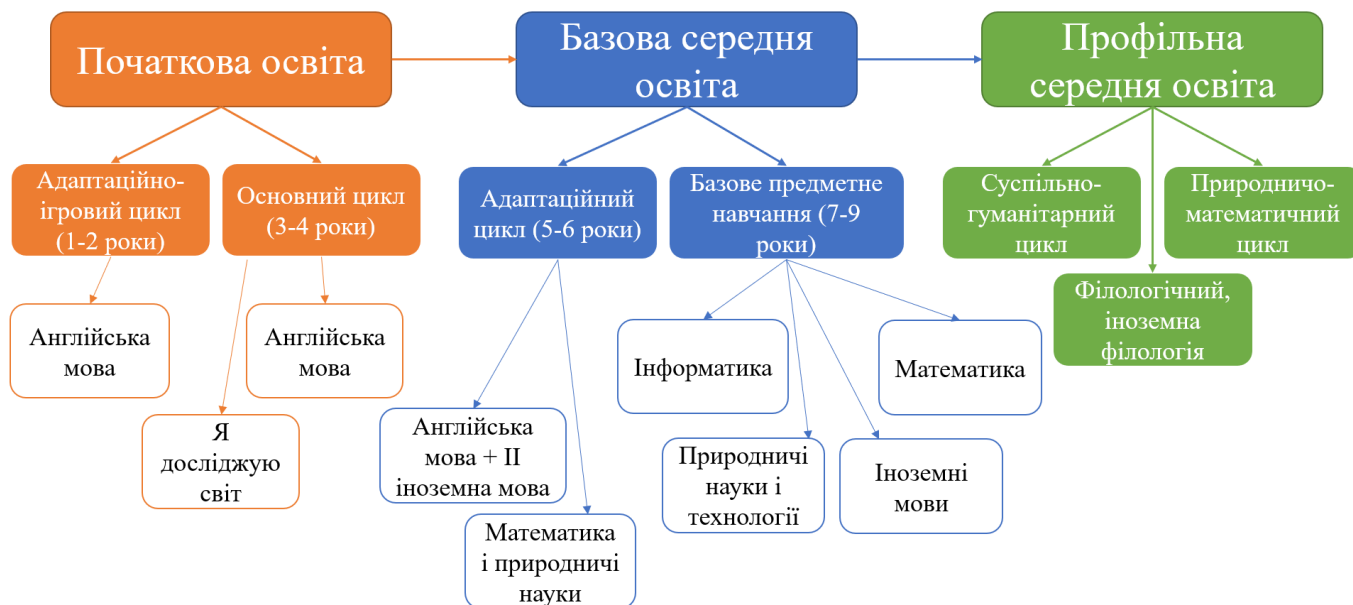 Початкова освіта
Базова середня
освіта
Профільна
середня освіта
Адаптаційно-
ігровий цикл
(1-2 роки)
Основний цикл
(3-4 роки)
Адаптаційний
цикл (5-6 роки)
Базове предметне
навчання (7-9
роки)
Суспільно-
гуманітарний
цикл
Природничо-
математичний
цикл
Філологічний,
іноземна
філологія
Англійська
мова
Англійська
мова
Я
досліджую
світ
Англійська
мова + ІІ
іноземна мова
Математика
і природничі
науки
Інформатика
Математика
Природничі
науки і
технології
Іноземні
мови